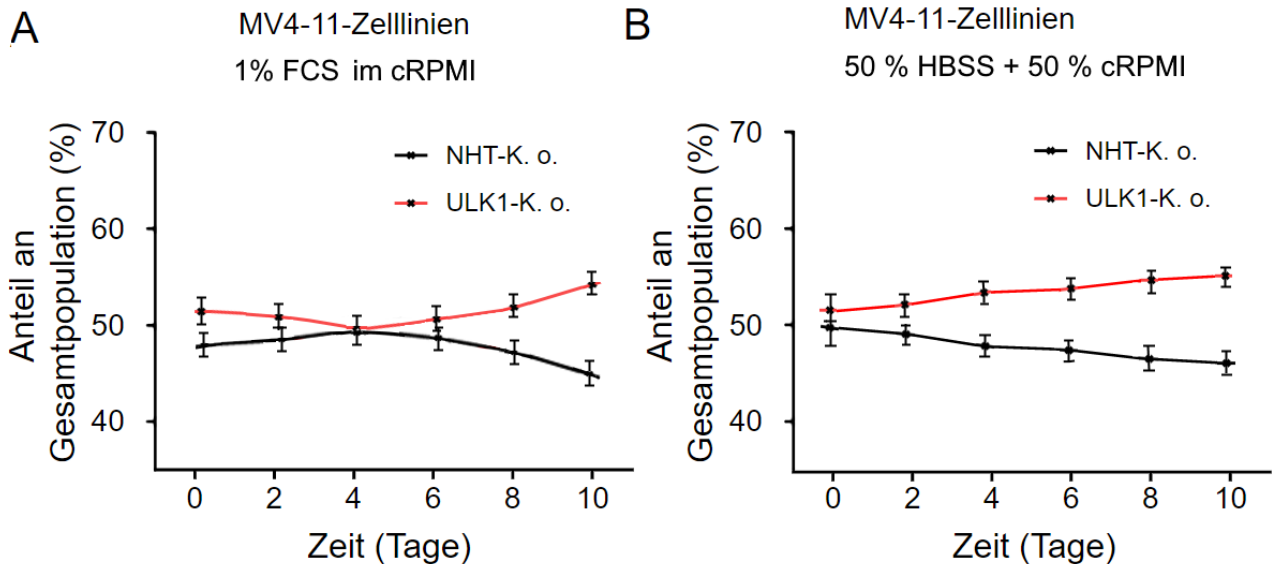 A
MV4-11-Zelllinien
1% FCS im cRPMI
Anteil an
Gesamtpopulation (%)
70
60
50
40
NHT-K. o.
ULK1-K. o.
0 2 4 6 8 10
Zeit (Tage)
B
MV4-11-Zelllinien
50 % HBSS + 50 % cRPMI
Anteil an
Gesamtpopulation (%)
70
60
50
40
NHT-K. o.
ULK1-K. o.
0 2 4 6 8 10
Zeit (Tage)